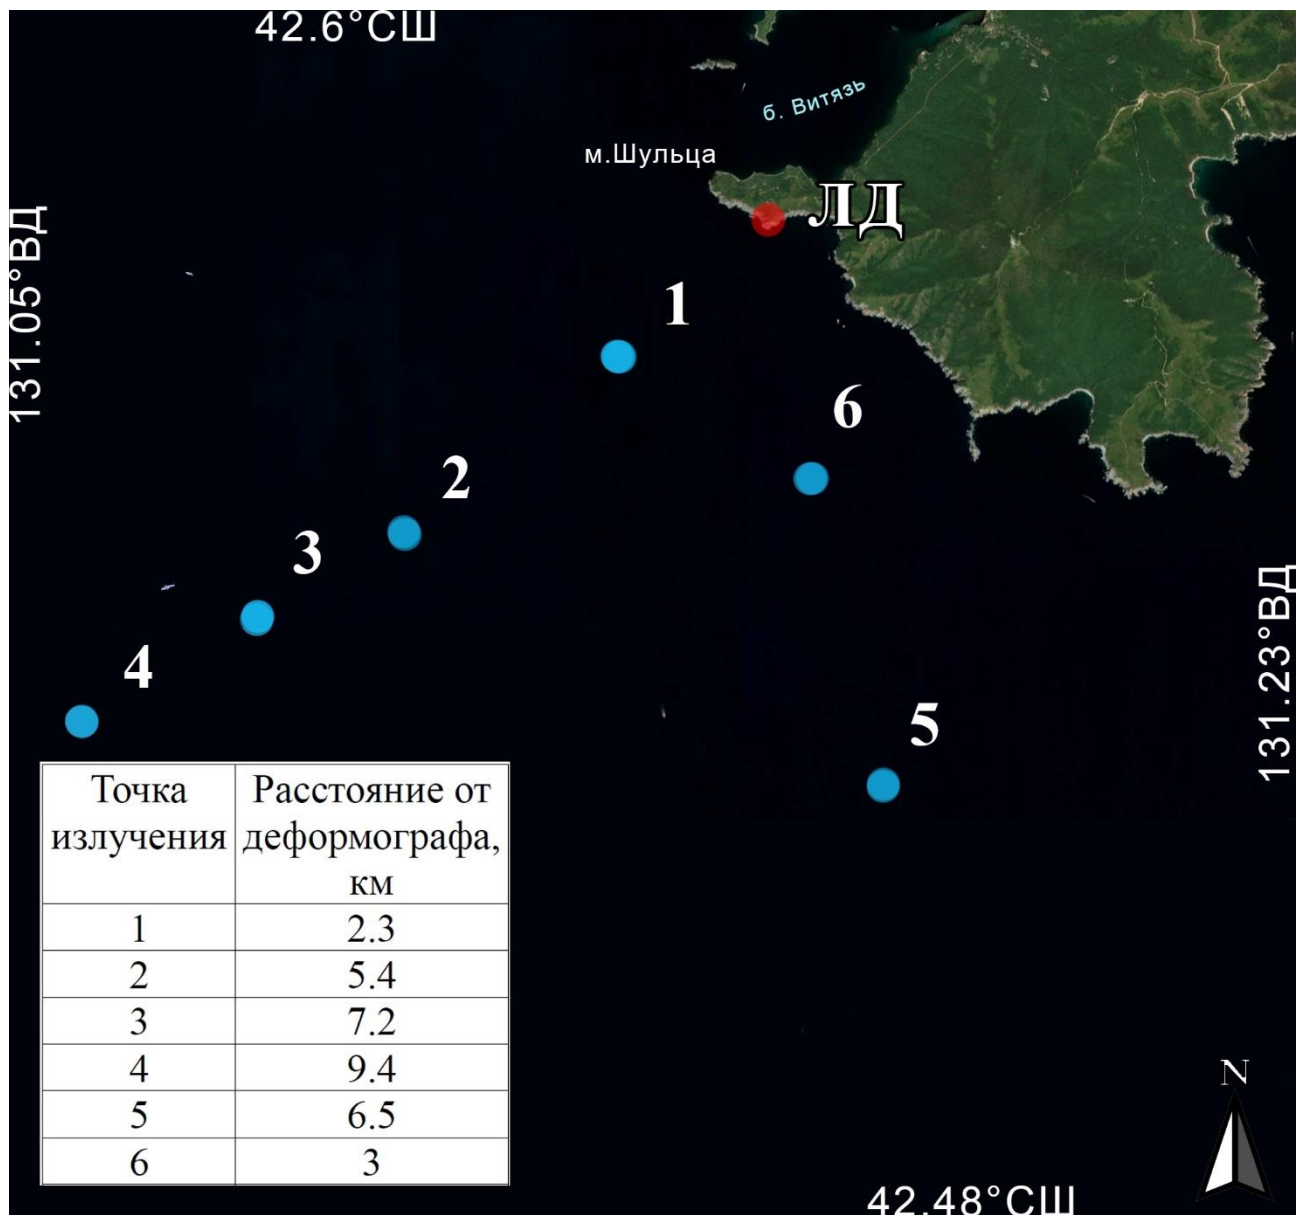 42.6°СШ
б. Витязь
м.Шульца
ЛД
131.05°ВД
1
6
2
3
4
131.23°ВД
5
Точка излучения
Расстояние от деформографа, км
1 2.3
2 5.4
3 7.2
4 9.4
5 6.5
6 3
N
42.48°СШ